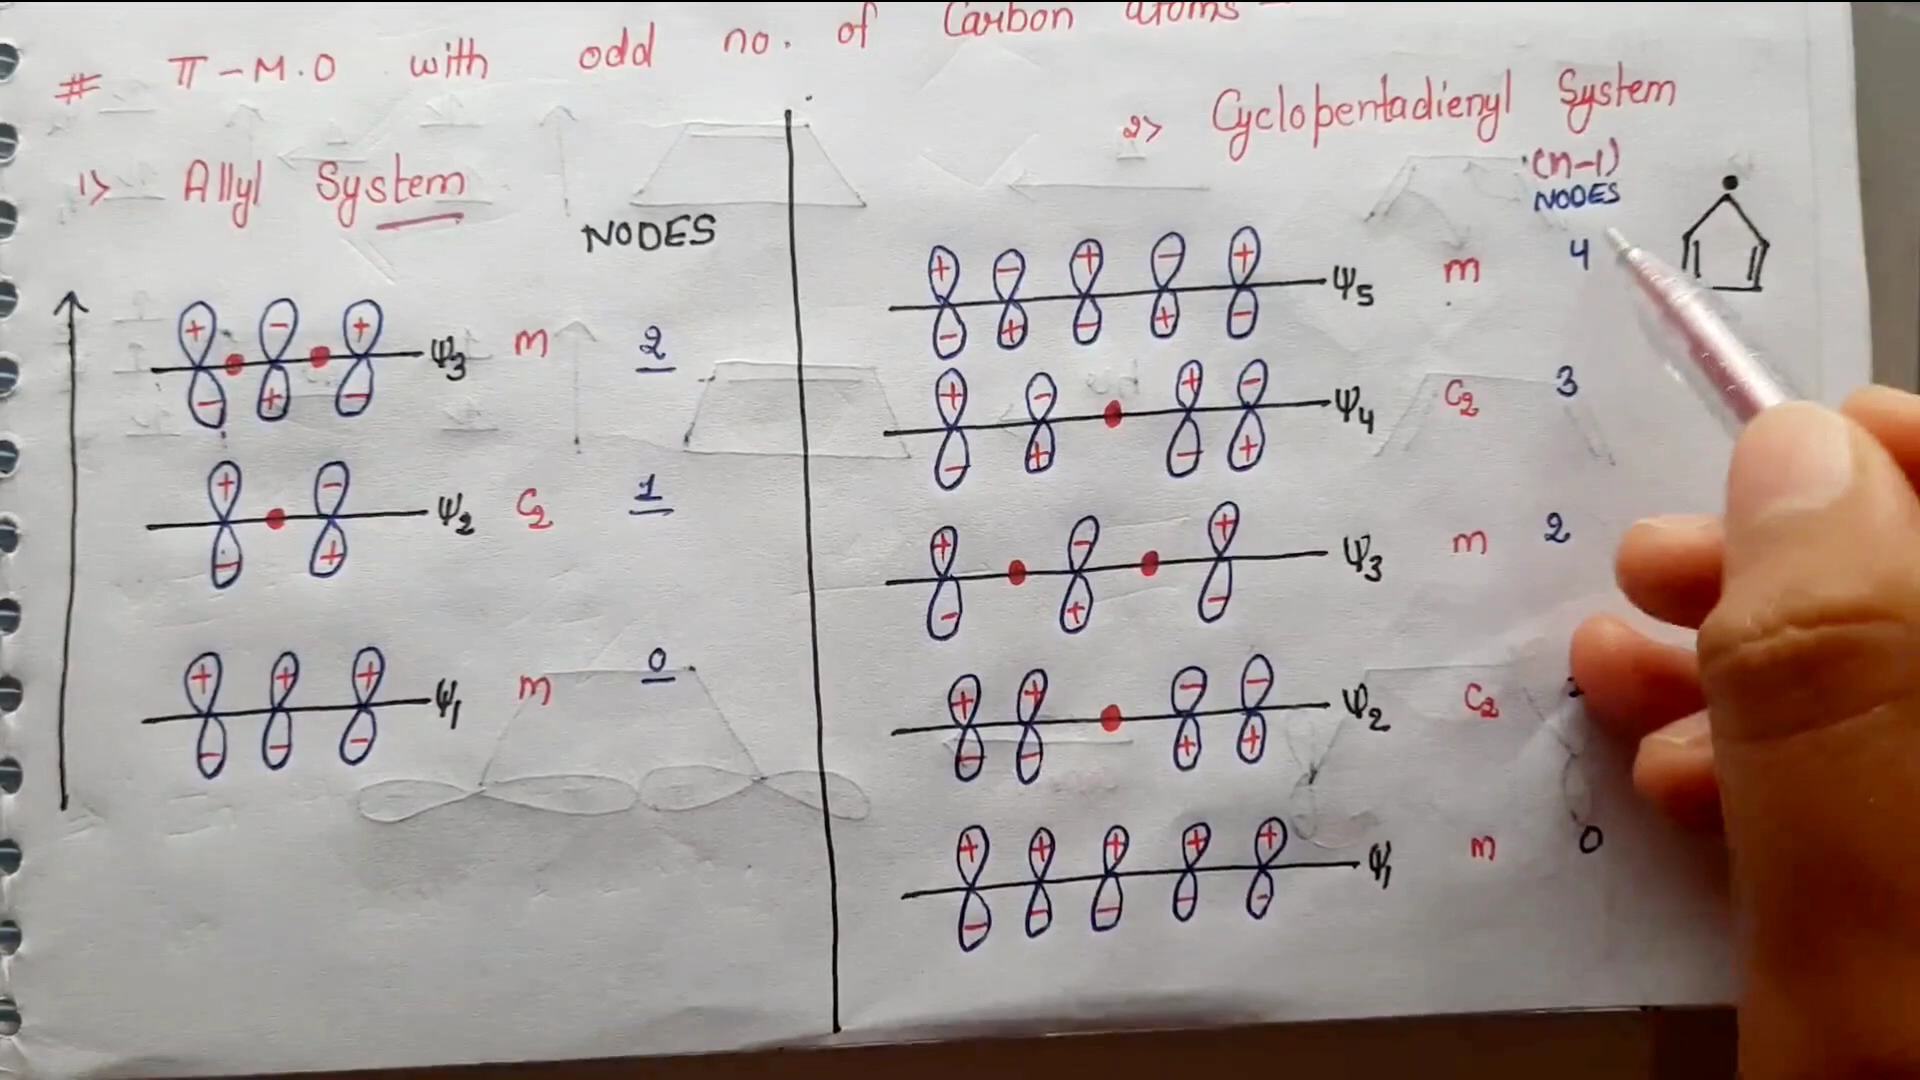 # π-M.O with odd no. of Carbon atoms
1> Allyl System
NODES
+ - + ψ3 m 2
- + -
+ - ψ2 C2 1
- +
+ + + ψ1 m 0
- - -
2> Cyclopentadienyl System
(n-1)
NODES
+ - + - + ψ5 m 4
- + - + -
+ - + - ψ4 C2 3
- + - +
+ - + ψ3 m 2
- + -
+ + - - ψ2 C2
- - + +
+ + + + + ψ1 m 0
- - - - -